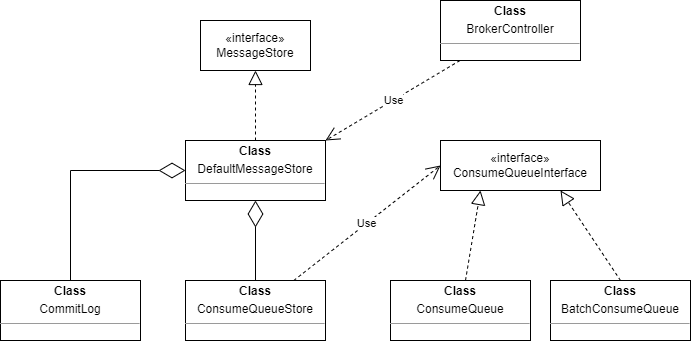 Class
BrokerController
«interface»
MessageStore
Use
Class
DefaultMessageStore
«interface»
ConsumeQueueInterface
Use
Class
CommitLog
Class
ConsumeQueueStore
Class
ConsumeQueue
Class
BatchConsumeQueue